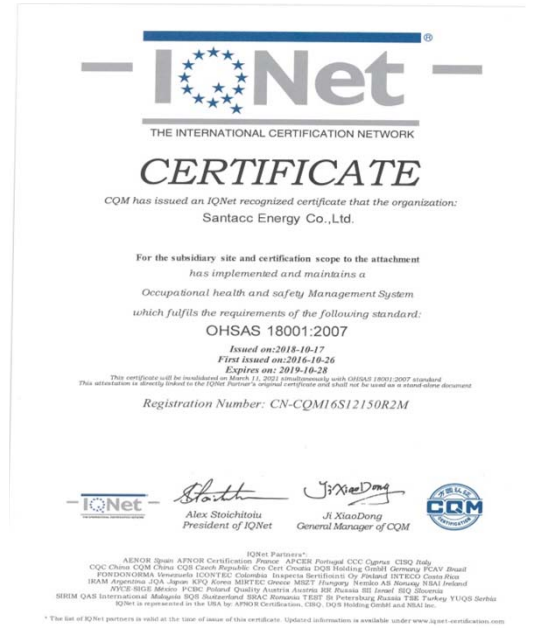 IQNet®
THE INTERNATIONAL CERTIFICATION NETWORK
CERTIFICATE
CQM has issued an IQNet recognized certificate that the organization:
Santacc Energy Co.,Ltd.
For the subsidiary site and certification scope to the attachment
has implemented and maintains a
Occupational health and safety Management System
which fulfils the requirements of the following standard:
OHSAS 18001:2007
Issued on:2018-10-17
First issued on:2016-10-26
Expires on: 2019-10-28
This certificate will be invalidated on March 11, 2021 simultaneously with OHSAS 18001:2007 standard
This attestation is directly linked to the IQNet Partner's original certificate and shall not be used as a stand-alone document
Registration Number: CN-CQM16S12150R2M
IQNet
Alex Stoichitoiu
President of IQNet
Ji XiaoDong
Ji XiaoDong
General Manager of CQM
方圆认证
CQM
CERTIFICATION
IQNet Partners*:
AENOR Spain AFNOR Certification France APCER Portugal CCC Cyprus CISQ Italy
CQC China CQM China CQS Czech Republic Cro Cert Croatia DQS Holding GmbH Germany FCAV Brazil
FONDONORMA Venezuela ICONTEC Colombia Inspecta Sertifiointi Oy Finland INTECO Costa Rica
IRAM Argentina JQA Japan KFQ Korea MIRTEC Greece MSZT Hungary Nemko AS Norway NSAI Ireland
NYCE-SIGE México PCBC Poland Quality Austria Austria RR Russia SII Israel SIQ Slovenia
SIRIM QAS International Malaysia SQS Switzerland SRAC Romania TEST St Petersburg Russia TSE Turkey YUQS Serbia
IQNet is represented in the USA by: AFNOR Certification, CISQ, DQS Holding GmbH and NSAI Inc.
* The list of IQNet partners is valid at the time of issue of this certificate. Updated information is available under www.iqnet-certification.com